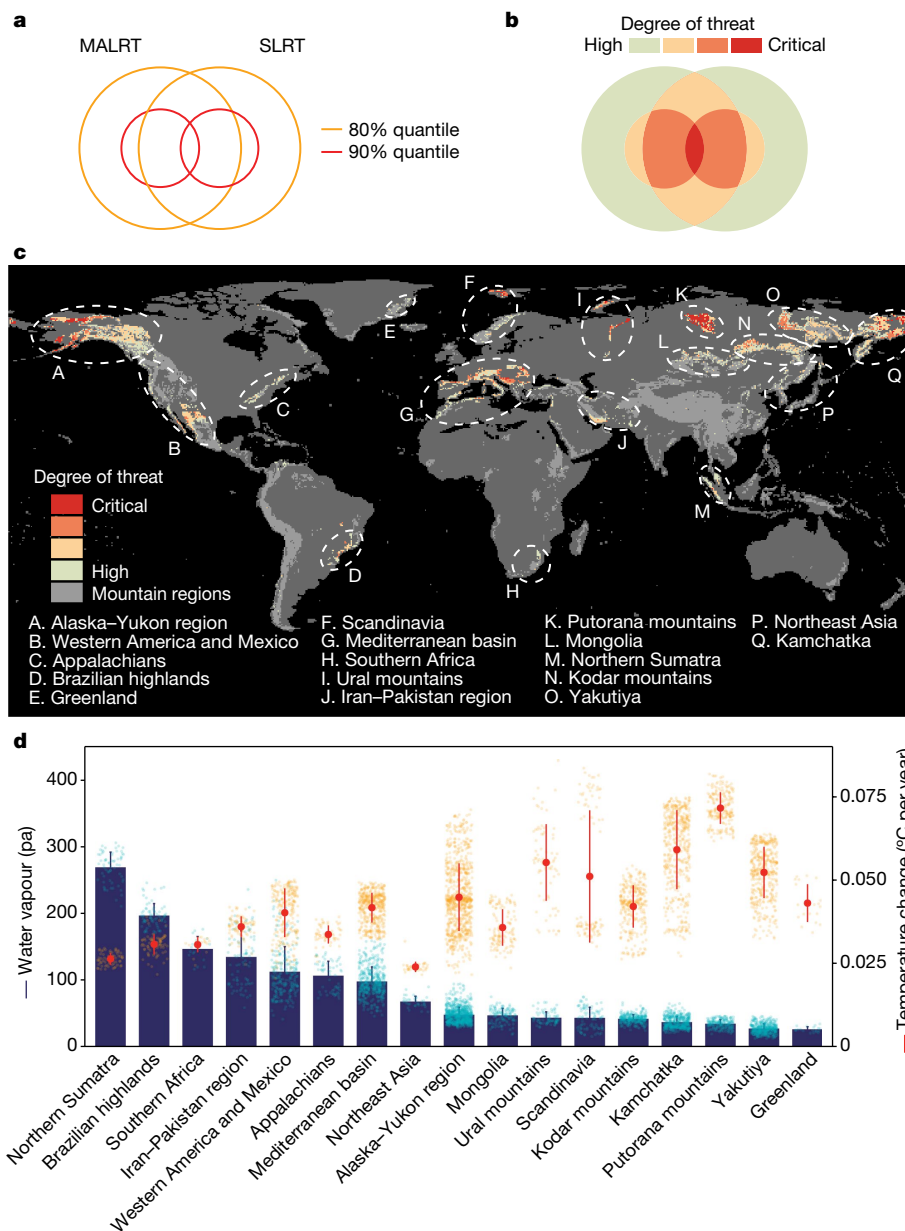 a
MALRT
SLRT
80% quantile
90% quantile
b
Degree of threat
High
Critical
c
A
B
C
D
E
F
G
H
I
J
K
L
M
N
O
P
Q
Degree of threat
Critical
High
Mountain regions
A. Alaska–Yukon region
B. Western America and Mexico
C. Appalachians
D. Brazilian highlands
E. Greenland
F. Scandinavia
G. Mediterranean basin
H. Southern Africa
I. Ural mountains
J. Iran–Pakistan region
K. Putorana mountains
L. Mongolia
M. Northern Sumatra
N. Kodar mountains
O. Yakutiya
P. Northeast Asia
Q. Kamchatka
d
Water vapour (pa)
400
300
200
100
0
0.075
0.050
0.025
0
Temperature change (°C per year)
Northern Sumatra
Brazilian highlands
Southern Africa
Iran–Pakistan region
Western America and Mexico
Appalachians
Mediterranean basin
Northeast Asia
Alaska–Yukon region
Mongolia
Ural mountains
Scandinavia
Kodar mountains
Kamchatka
Putorana mountains
Yakutiya
Greenland